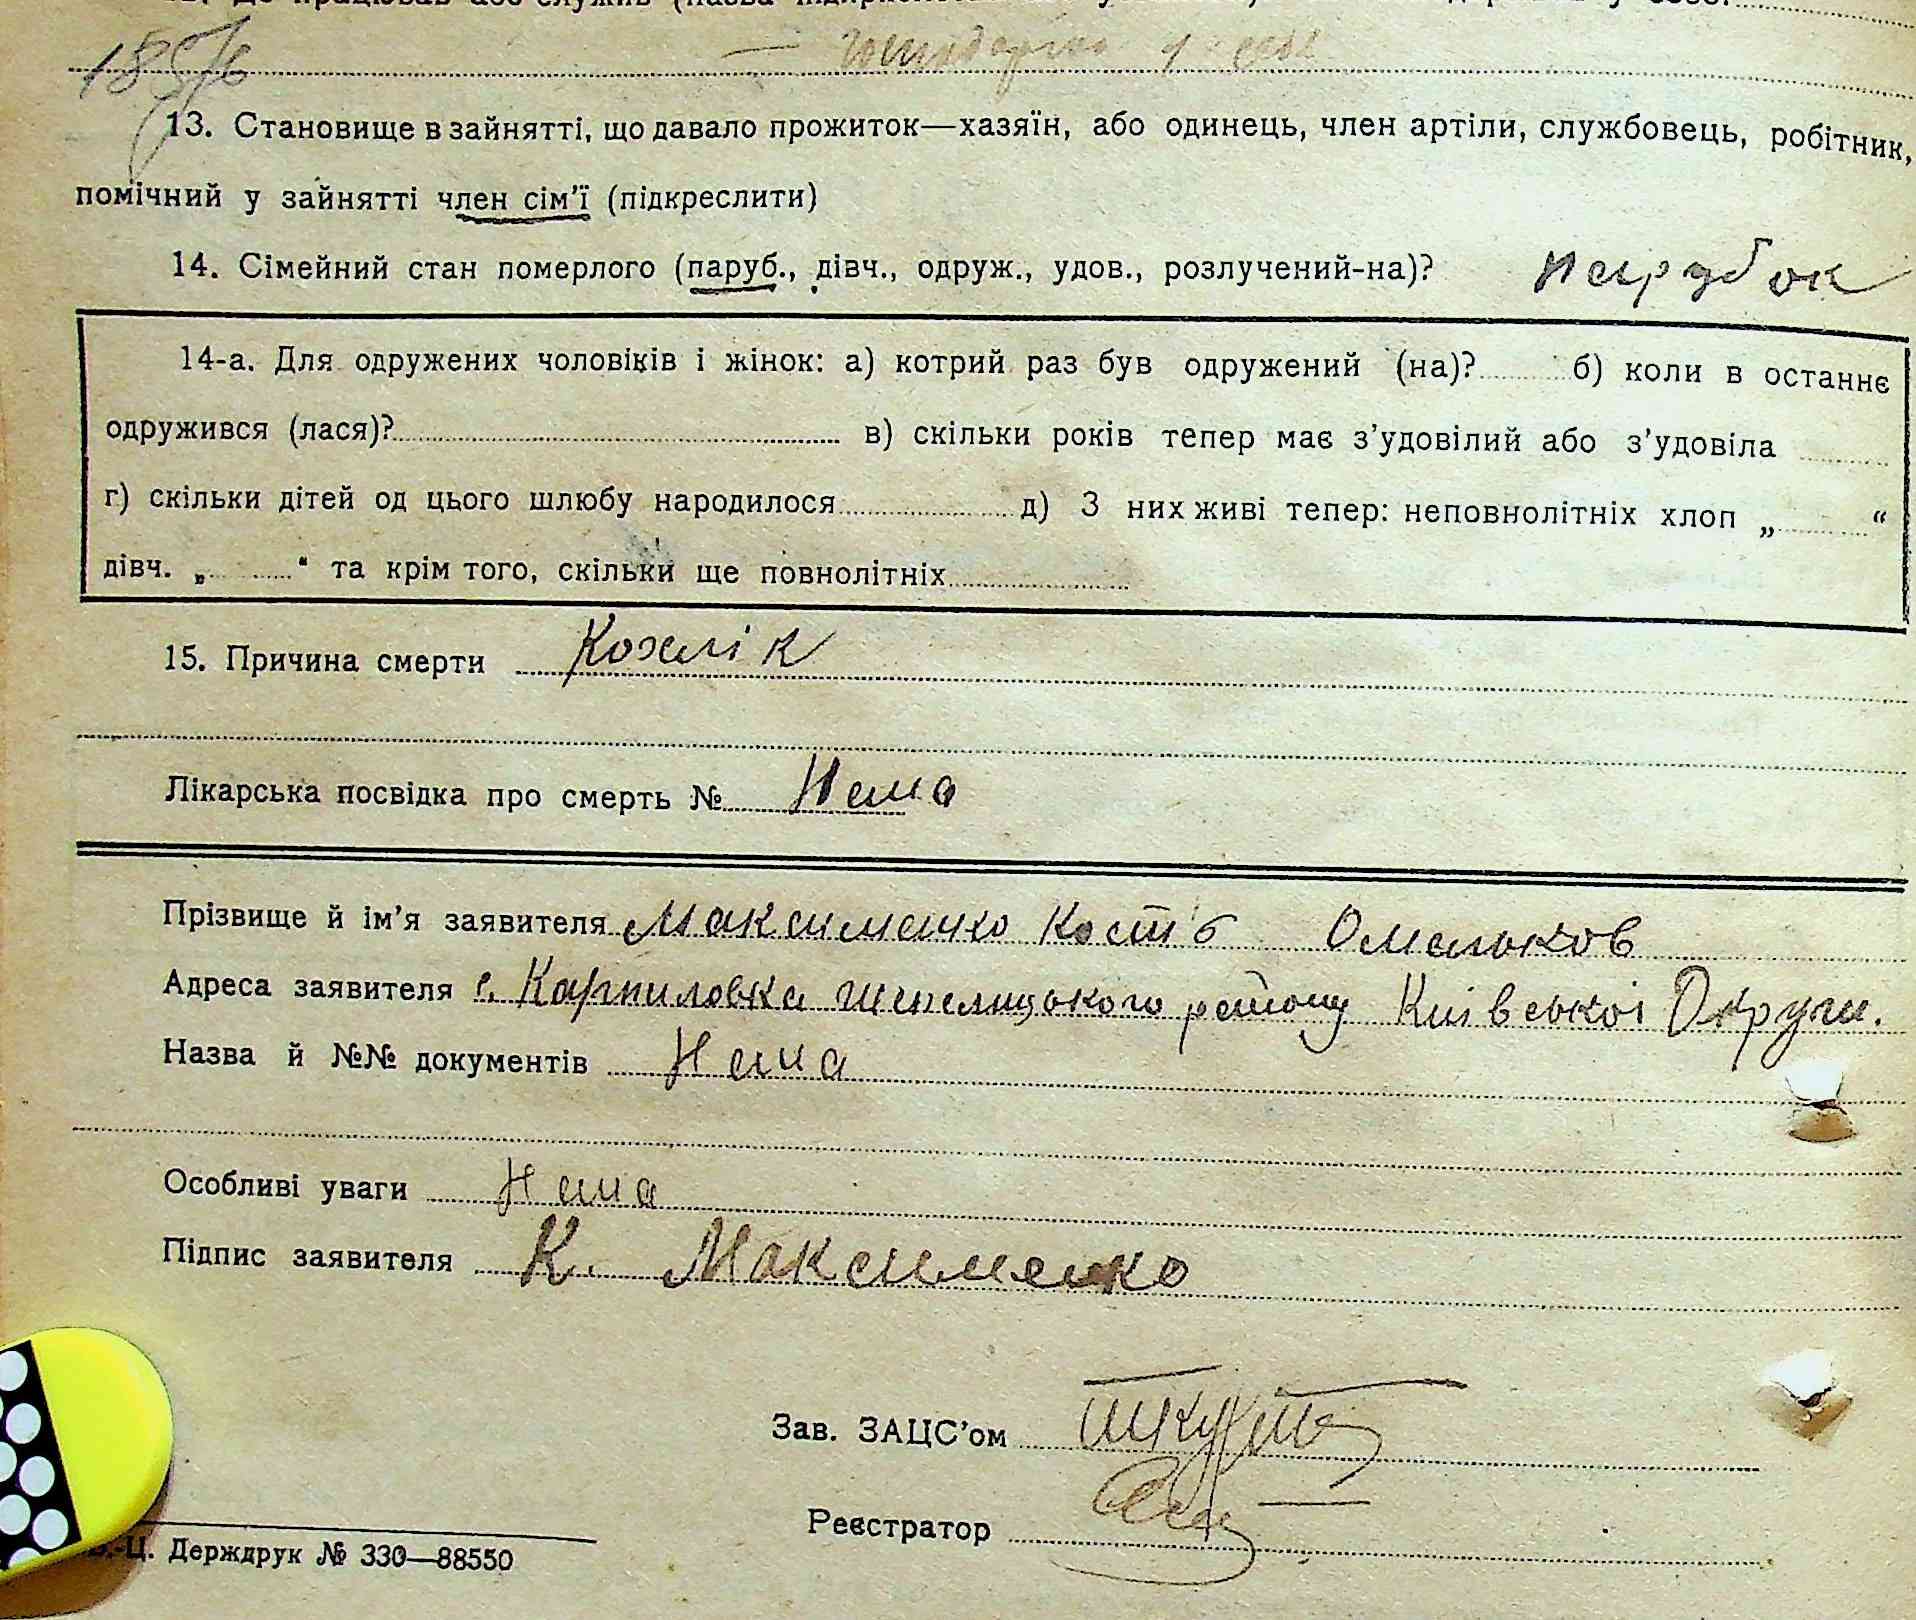 13. Становище в зайнятті, що давало прожиток—хазяїн, або одинець, член артіли, службовець, робітник,
помічний у зайнятті член сім'ї (підкреслити)
14. Сімейний стан померлого (паруб., дівч., одруж., удов., розлучений-на)? парубок
14-а. Для одружених чоловіків і жінок: а) котрий раз був одружений (на)? б) коли в останнє
одружився (лася)? в) скільки років тепер має з'удовілий або з'удовіла
г) скільки дітей од цього шлюбу народилося д) З них живі тепер: неповнолітніх хлоп „ “
дівч. „ “ та крім того, скільки ще повнолітніх
15. Причина смерти Кохлік
Лікарська посвідка про смерть № Нема
Прізвище й ім'я заявителя Максименко Кость Омельков
Адреса заявителя с. Карпиловка Шепелицького району Київської Округи.
Назва й №№ документів Нема
Особливі уваги Нема
Підпис заявителя К. Максименко
Зав. ЗАЦС'ом
Реєстратор
-Ц. Держдрук № 330—88550